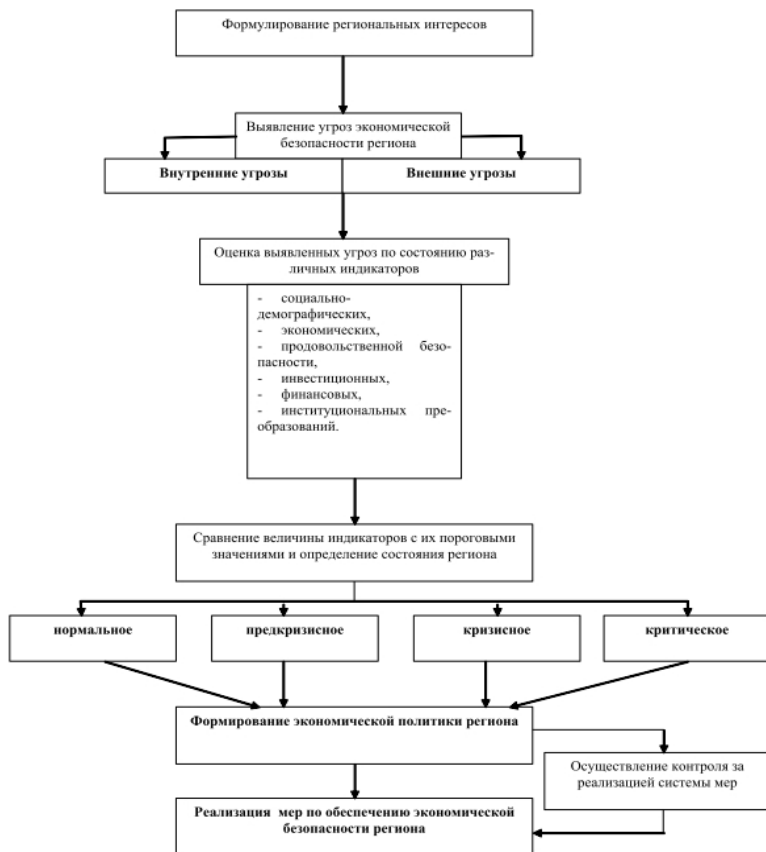 Формулирование региональных интересов
Выявление угроз экономической
безопасности региона
Внутренние угрозы
Внешние угрозы
Оценка выявленных угроз по состоянию раз-
личных индикаторов
- социально-
демографических,
- экономических,
- продовольственной безо-
пасности,
- инвестиционных,
- финансовых,
- институциональных пре-
образований.
Сравнение величины индикаторов с их пороговыми
значениями и определение состояния региона
нормальное
предкризисное
кризисное
критическое
Формирование экономической политики региона
Осуществление контроля за
реализацией системы мер
Реализация мер по обеспечению экономической
безопасности региона